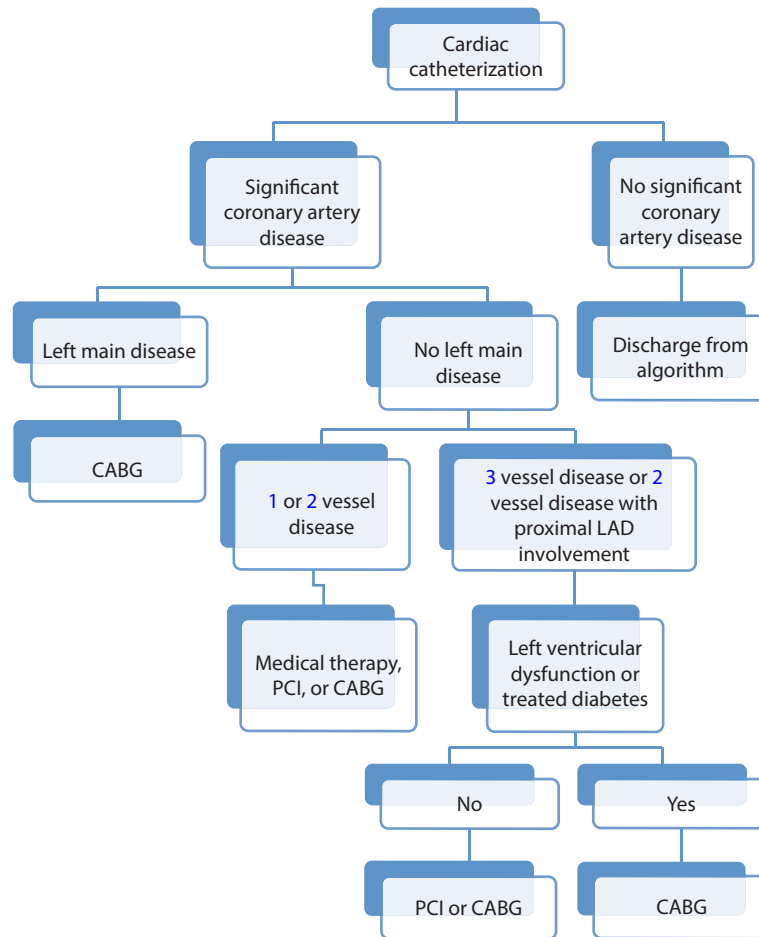 Cardiac
catheterization
Significant
coronary artery
disease
No significant
coronary
artery disease
Left main disease
No left main
disease
Discharge from
algorithm
CABG
1 or 2 vessel
disease
3 vessel disease or 2
vessel disease with
proximal LAD
involvement
Medical therapy,
PCI, or CABG
Left ventricular
dysfunction or
treated diabetes
No
Yes
PCI or CABG
CABG